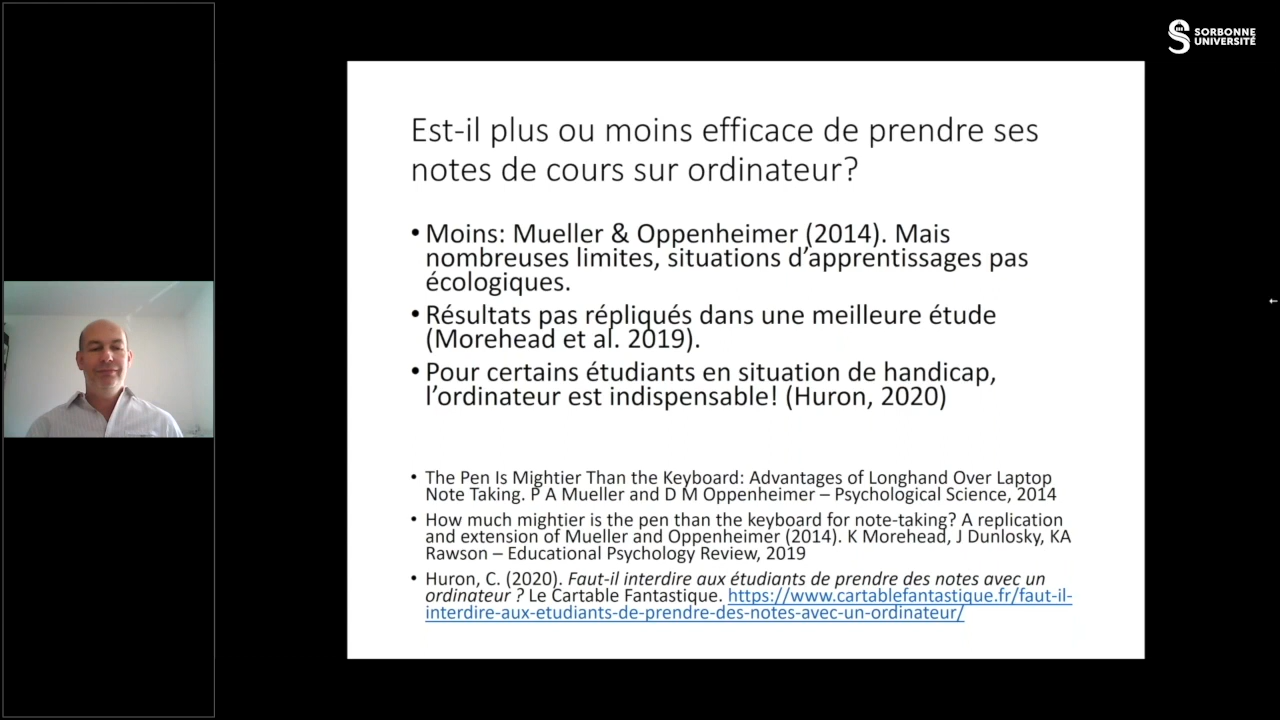 SORBONNE
UNIVERSITÉ
Est-il plus ou moins efficace de prendre ses
notes de cours sur ordinateur?
• Moins: Mueller & Oppenheimer (2014). Mais
nombreuses limites, situations d’apprentissages pas
écologiques.
• Résultats pas répliqués dans une meilleure étude
(Morehead et al. 2019).
• Pour certains étudiants en situation de handicap,
l’ordinateur est indispensable! (Huron, 2020)
• The Pen Is Mightier Than the Keyboard: Advantages of Longhand Over Laptop
Note Taking. P A Mueller and D M Oppenheimer – Psychological Science, 2014
• How much mightier is the pen than the keyboard for note-taking? A replication
and extension of Mueller and Oppenheimer (2014). K Morehead, J Dunlosky, KA
Rawson – Educational Psychology Review, 2019
• Huron, C. (2020). Faut-il interdire aux étudiants de prendre des notes avec un
ordinateur ? Le Cartable Fantastique. https://www.cartablefantastique.fr/faut-il-
interdire-aux-etudiants-de-prendre-des-notes-avec-un-ordinateur/